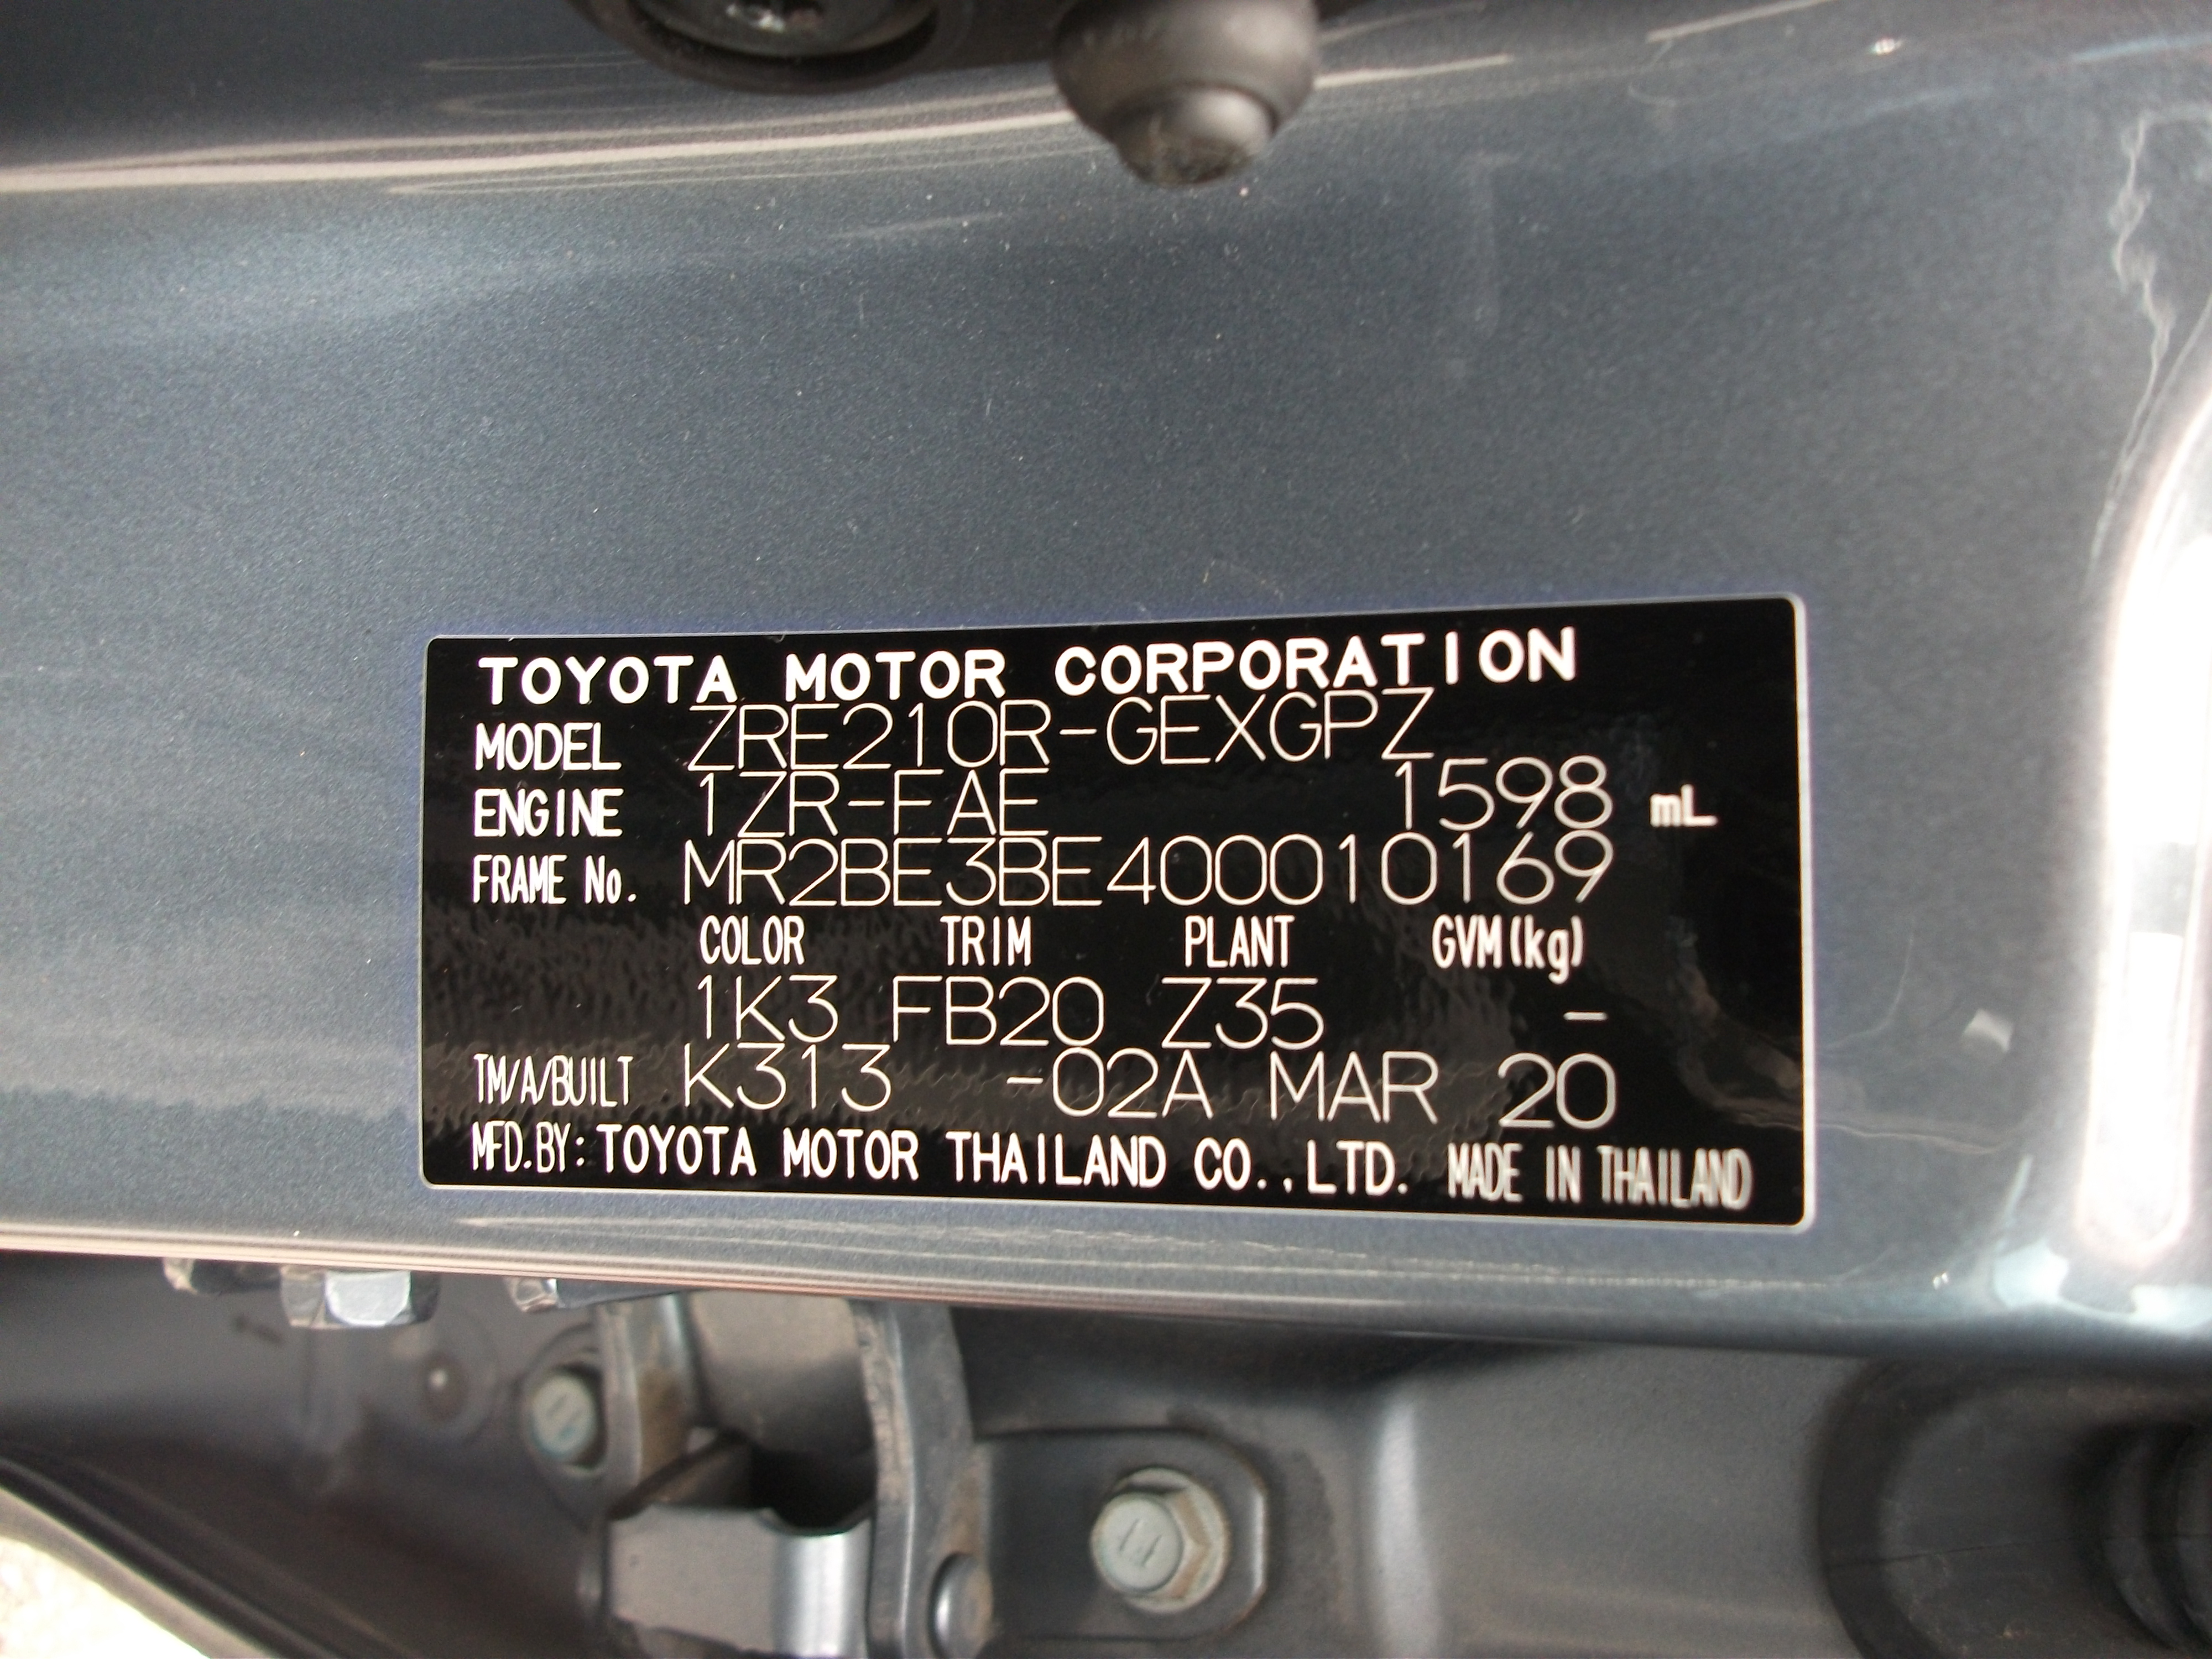 TOYOTA MOTOR CORPORATION
MODEL ZRE210R-GEXGPZ
ENGINE 1ZR-FAE 1598 mL
FRAME No. MR2BE3BE400010169
COLOR TRIM PLANT GVM(kg)
1K3 FB20 Z35 -
TM/A/BUILT K313 -02A MAR 20
MFD.BY: TOYOTA MOTOR THAILAND CO.,LTD. MADE IN THAILAND